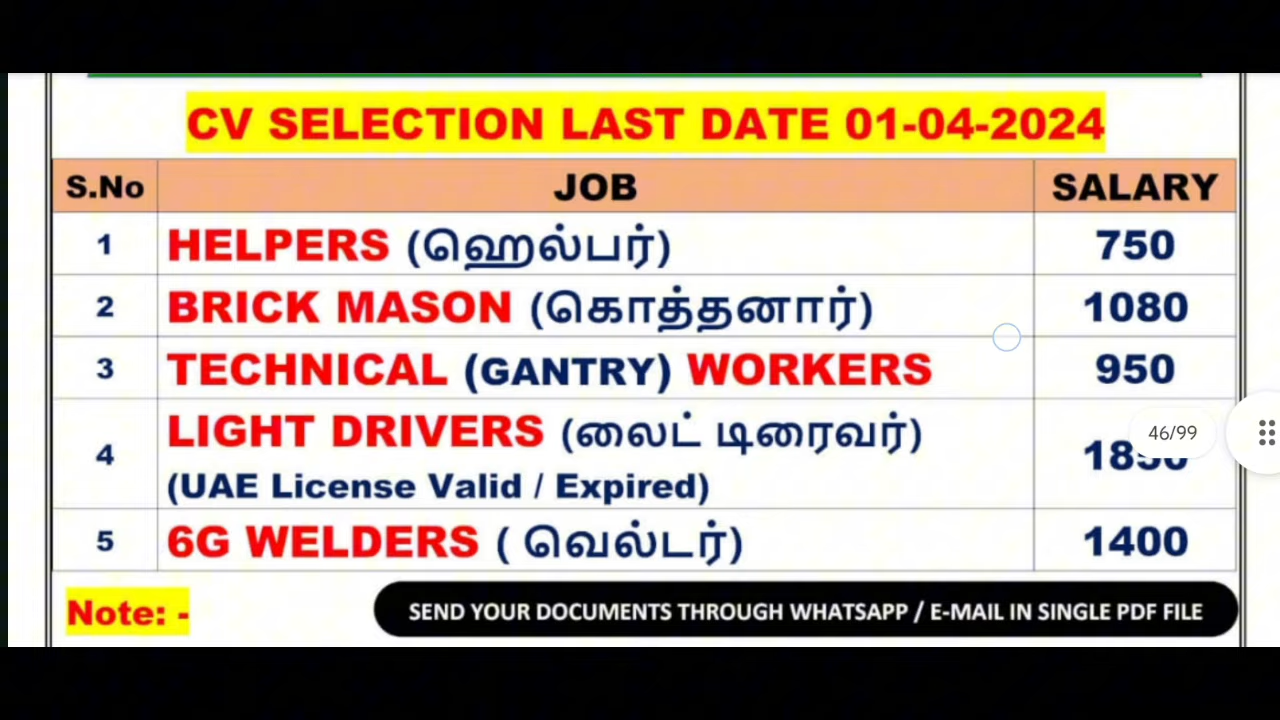 CV SELECTION LAST DATE 01-04-2024
S.No JOB SALARY
1 HELPERS (ஹெல்பர்) 750
2 BRICK MASON (கொத்தனார்) 1080
3 TECHNICAL (GANTRY) WORKERS 950
4 LIGHT DRIVERS (லைட் டிரைவர்)
(UAE License Valid / Expired)
46/99
5 6G WELDERS ( வெல்டர்) 1400
Note: - SEND YOUR DOCUMENTS THROUGH WHATSAPP / E-MAIL IN SINGLE PDF FILE